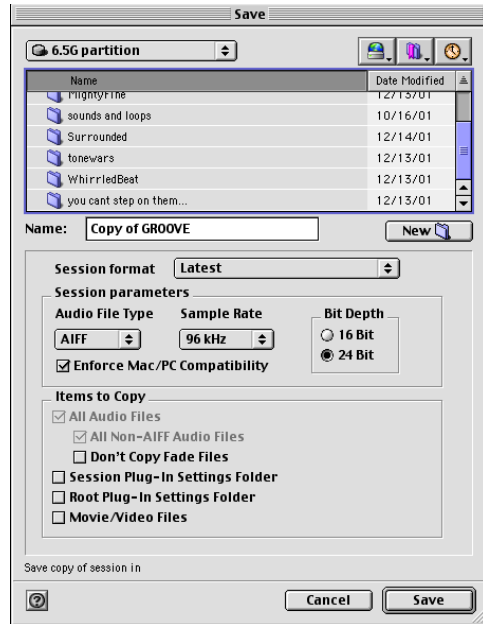 Save
6.5G partition
Name Date Modified
MightyFine 12/13/01
sounds and loops 10/16/01
Surrounded 12/14/01
tonewars 12/13/01
WhirrledBeat 12/13/01
you cant step on them... 12/13/01
Name: Copy of GROOVE New
Session format Latest
Session parameters
Audio File Type Sample Rate Bit Depth
AIFF 96 kHz 16 Bit
24 Bit
Enforce Mac/PC Compatibility
Items to Copy
All Audio Files
All Non-AIFF Audio Files
Don't Copy Fade Files
Session Plug-In Settings Folder
Root Plug-In Settings Folder
Movie/Video Files
Save copy of session in
? Cancel Save